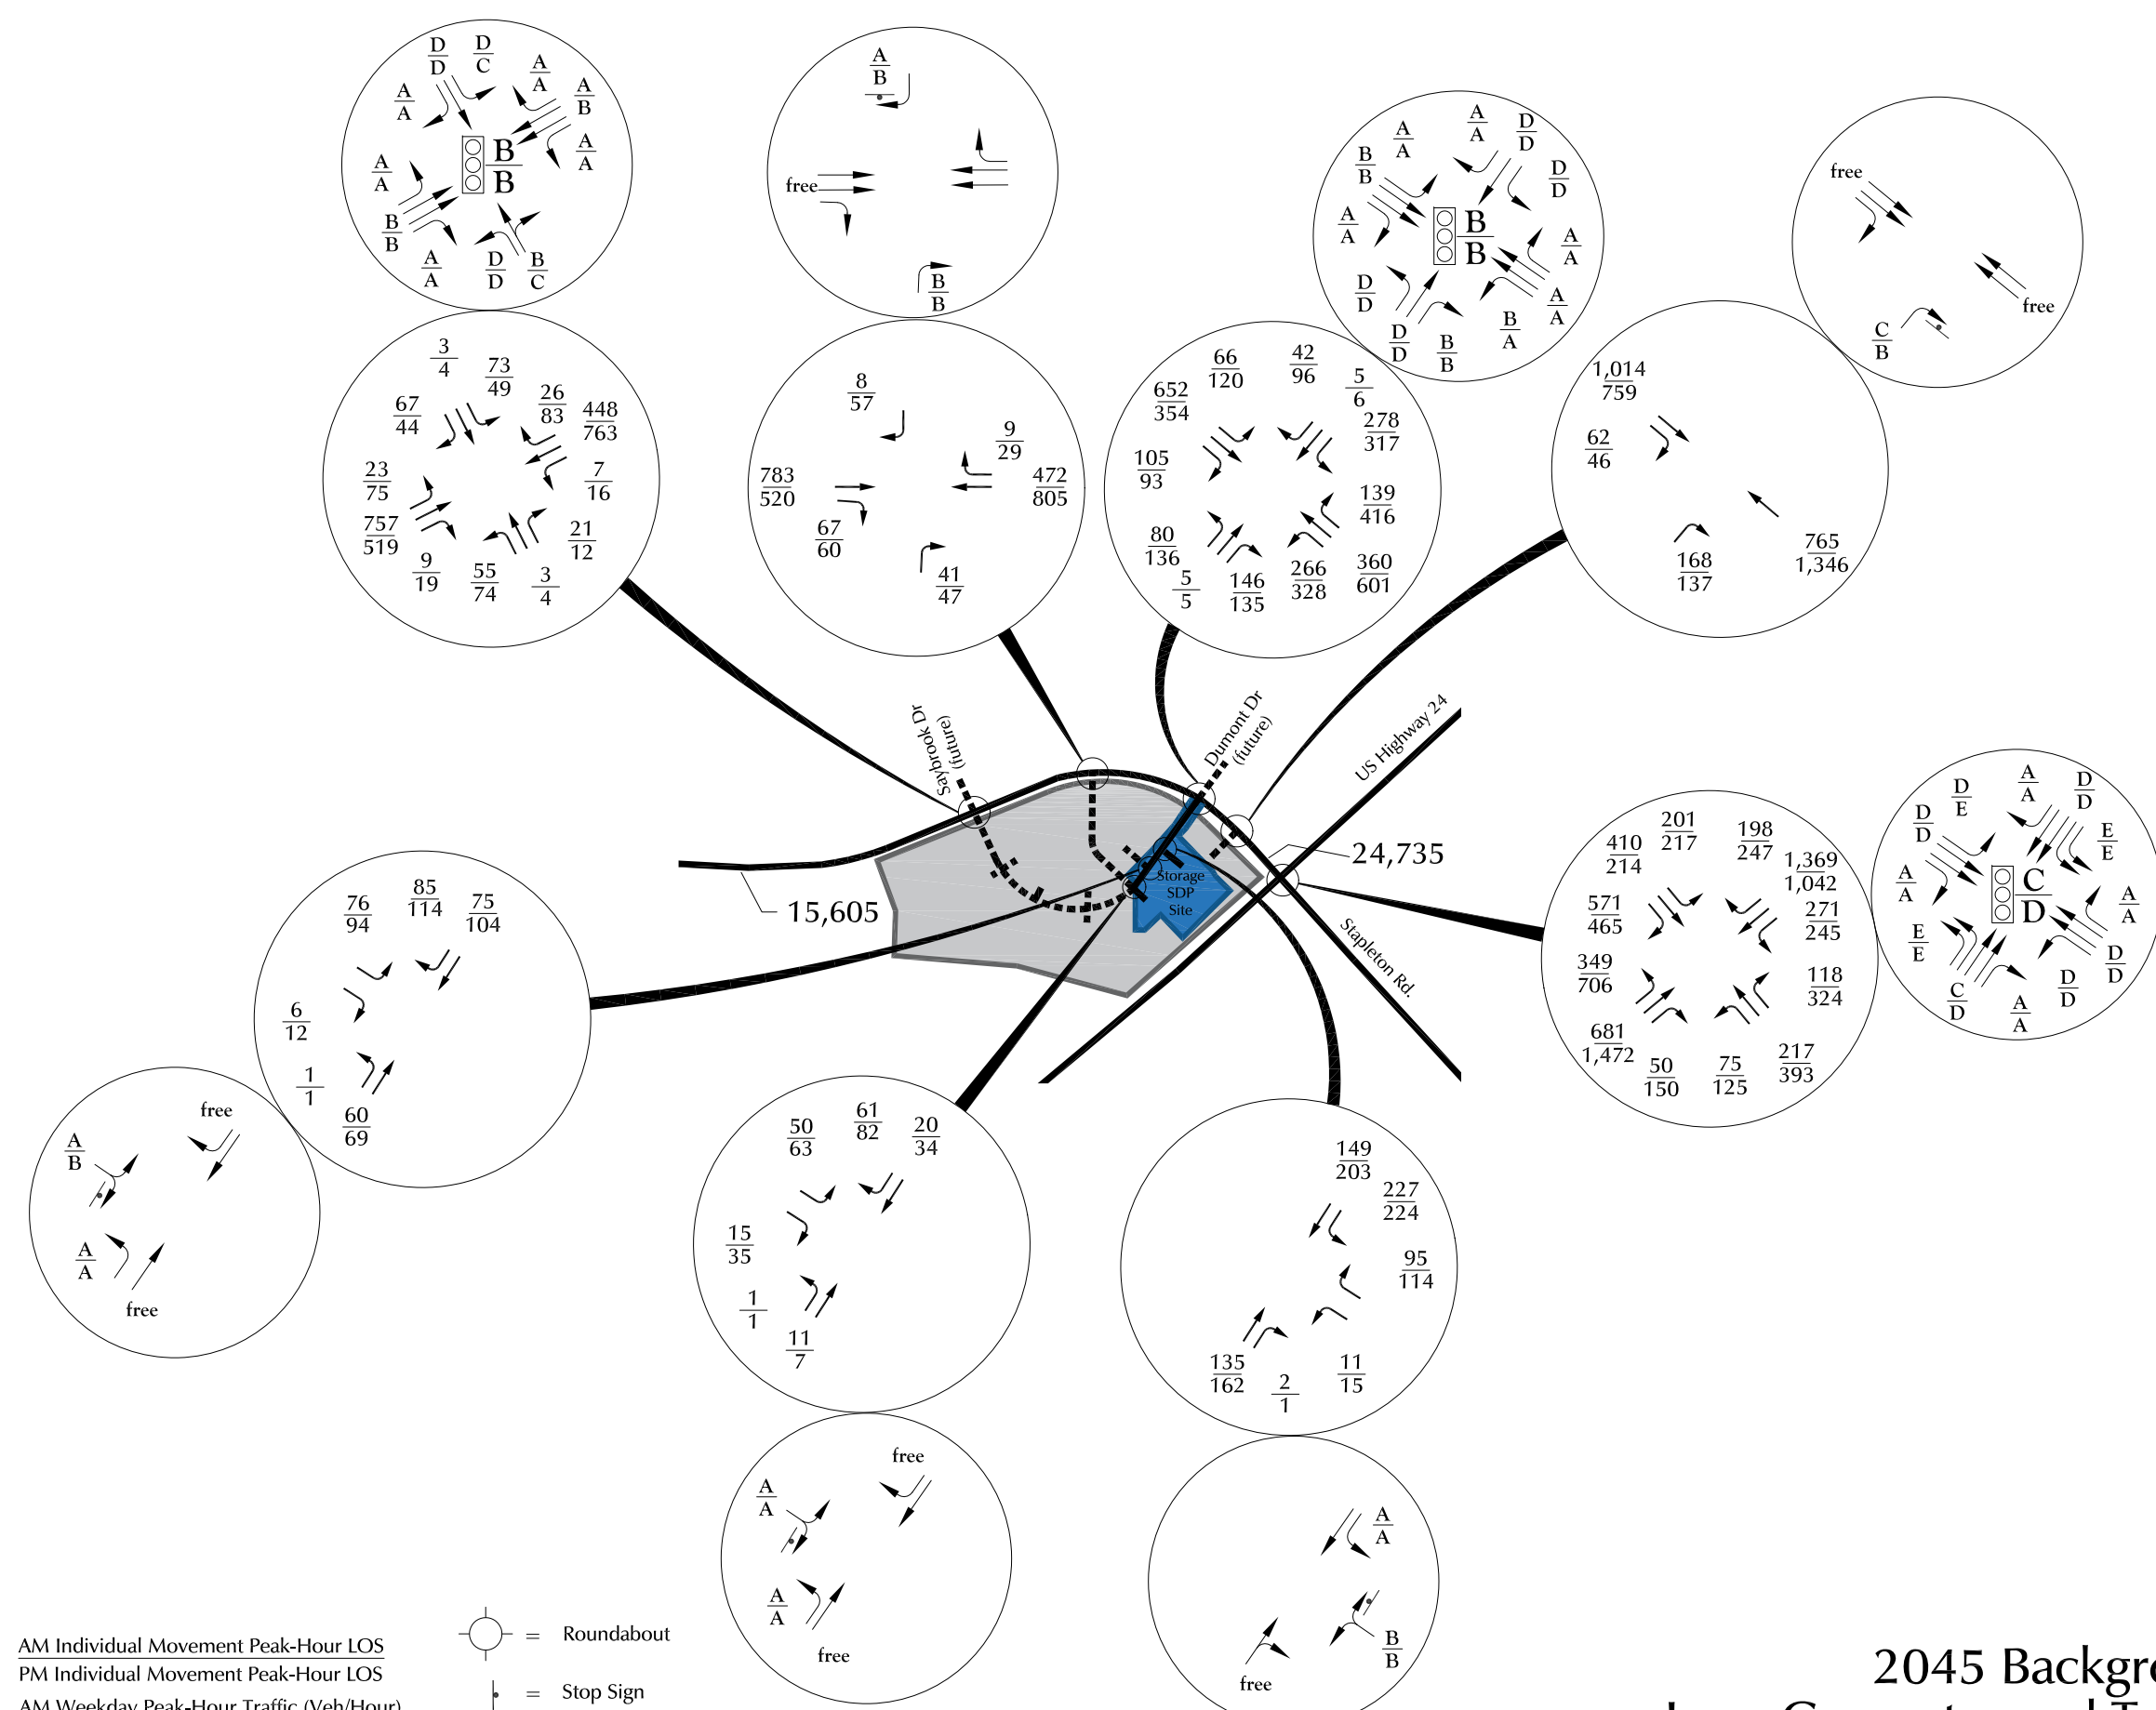 D
D
D
C
A
A
A
B
A
A
A
A
A
A
B
B
B
B
A
A
D
D
B
C
A
B
free
B
B
A
A
D
D
D
D
A
A
B
B
A
A
B
B
D
D
D
D
B
B
B
A
A
A
A
A
free
free
C
B
3
4
73
49
26
83
448
763
67
44
23
75
7
16
757
519
21
12
9
19
55
74
3
4
8
57
9
29
783
520
472
805
67
60
41
47
66
120
42
96
5
6
652
354
278
317
105
93
139
416
80
136
5
5
146
135
266
328
360
601
1,014
759
62
46
168
137
765
1,346
Saybrook Dr
(future)
Dumont Dr
(future)
US Highway 24
24,735
15,605
Storage
SDP
Site
Stapleton Rd.
201
217
198
247
410
214
1,369
1,042
571
465
271
245
349
706
118
324
681
1,472
50
150
75
125
217
393
D
E
A
A
D
D
D
D
E
E
A
A
A
A
C
D
E
E
C
D
A
A
D
D
D
D
76
94
85
114
75
104
6
12
1
1
60
69
free
A
B
A
A
free
50
63
61
82
20
34
15
35
1
1
11
7
149
203
227
224
95
114
135
162
2
1
11
15
free
A
A
A
A
free
A
A
B
B
free
AM Individual Movement Peak-Hour LOS
PM Individual Movement Peak-Hour LOS
AM Weekday Peak-Hour Traffic (Veh/Hour)
= Roundabout
= Stop Sign
2045 Backgro